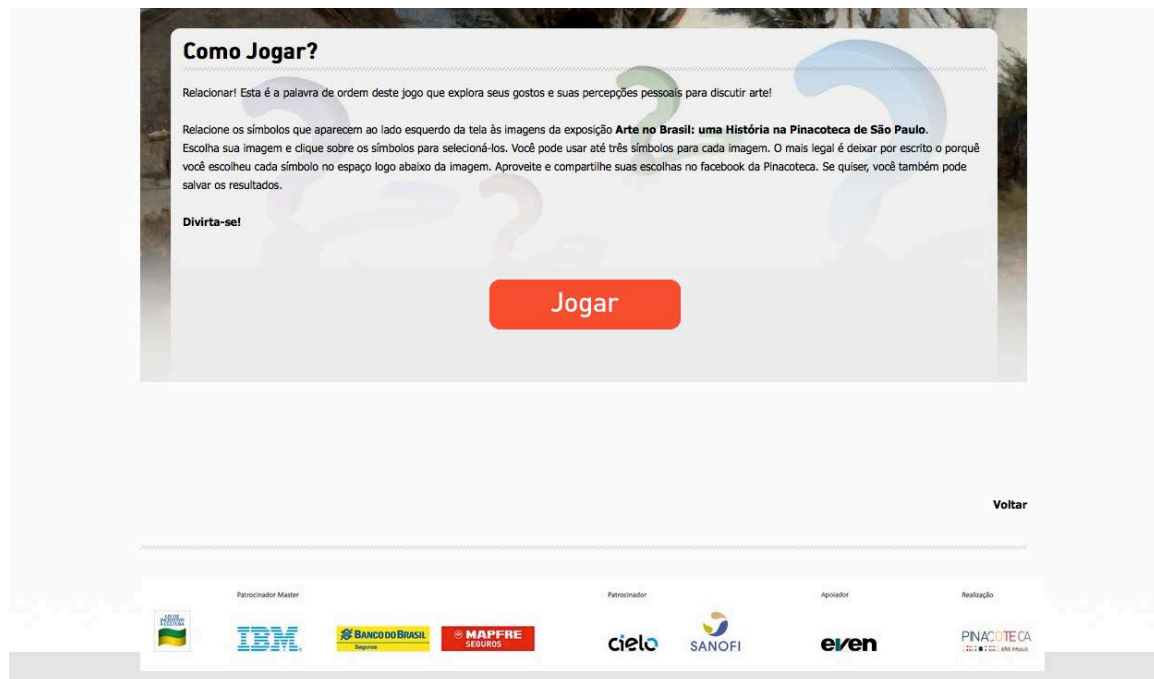 Como Jogar?
Relacionar! Esta é a palavra de ordem deste jogo que explora seus gostos e suas percepções pessoais para discutir arte!
Relacione os símbolos que aparecem ao lado esquerdo da tela às imagens da exposição Arte no Brasil: uma História na Pinacoteca de São Paulo.
Escolha sua imagem e clique sobre os símbolos para selecioná-los. Você pode usar até três símbolos para cada imagem. O mais legal é deixar por escrito o porquê
você escolheu cada símbolo no espaço logo abaixo da imagem. Aproveite e compartilhe suas escolhas no facebook da Pinacoteca. Se quiser, você também pode
salvar os resultados.
Divirta-se!
Jogar
Voltar
Patrocinador Master
Patrocinador
Apoiador
Realização
LEI DE
INCENTIVO
À CULTURA
IBM.
BANCO DO BRASIL
Seguros
MAPFRE
SEGUROS
cielo
SANOFI
even
PINACOTECA
SÃO PAULO